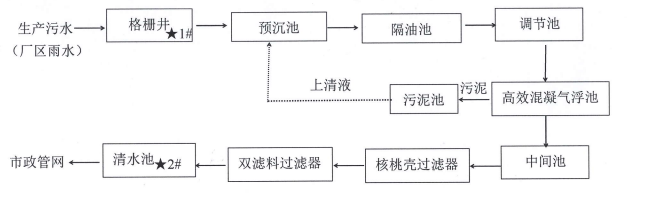 生产污水
（厂区雨水）
格栅井
★1#
预沉池
隔油池
调节池
上清液
污泥池
污泥
高效混凝气浮池
市政管网
清水池★2#
双滤料过滤器
核桃壳过滤器
中间池